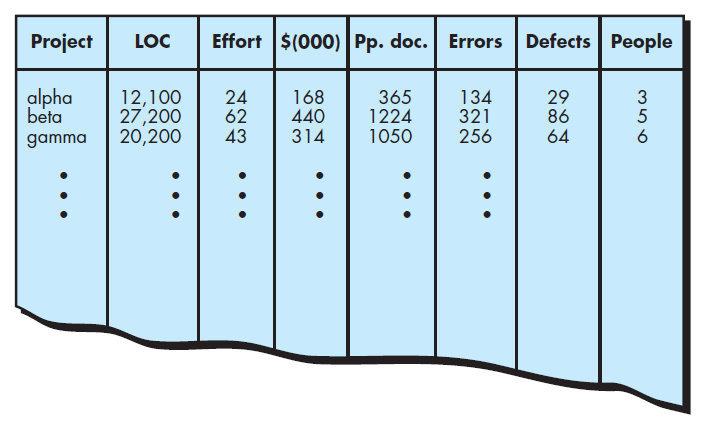 Project LOC Effort $(000) Pp. doc. Errors Defects People
alpha 12,100 24 168 365 134 29 3
beta 27,200 62 440 1224 321 86 5
gamma 20,200 43 314 1050 256 64 6